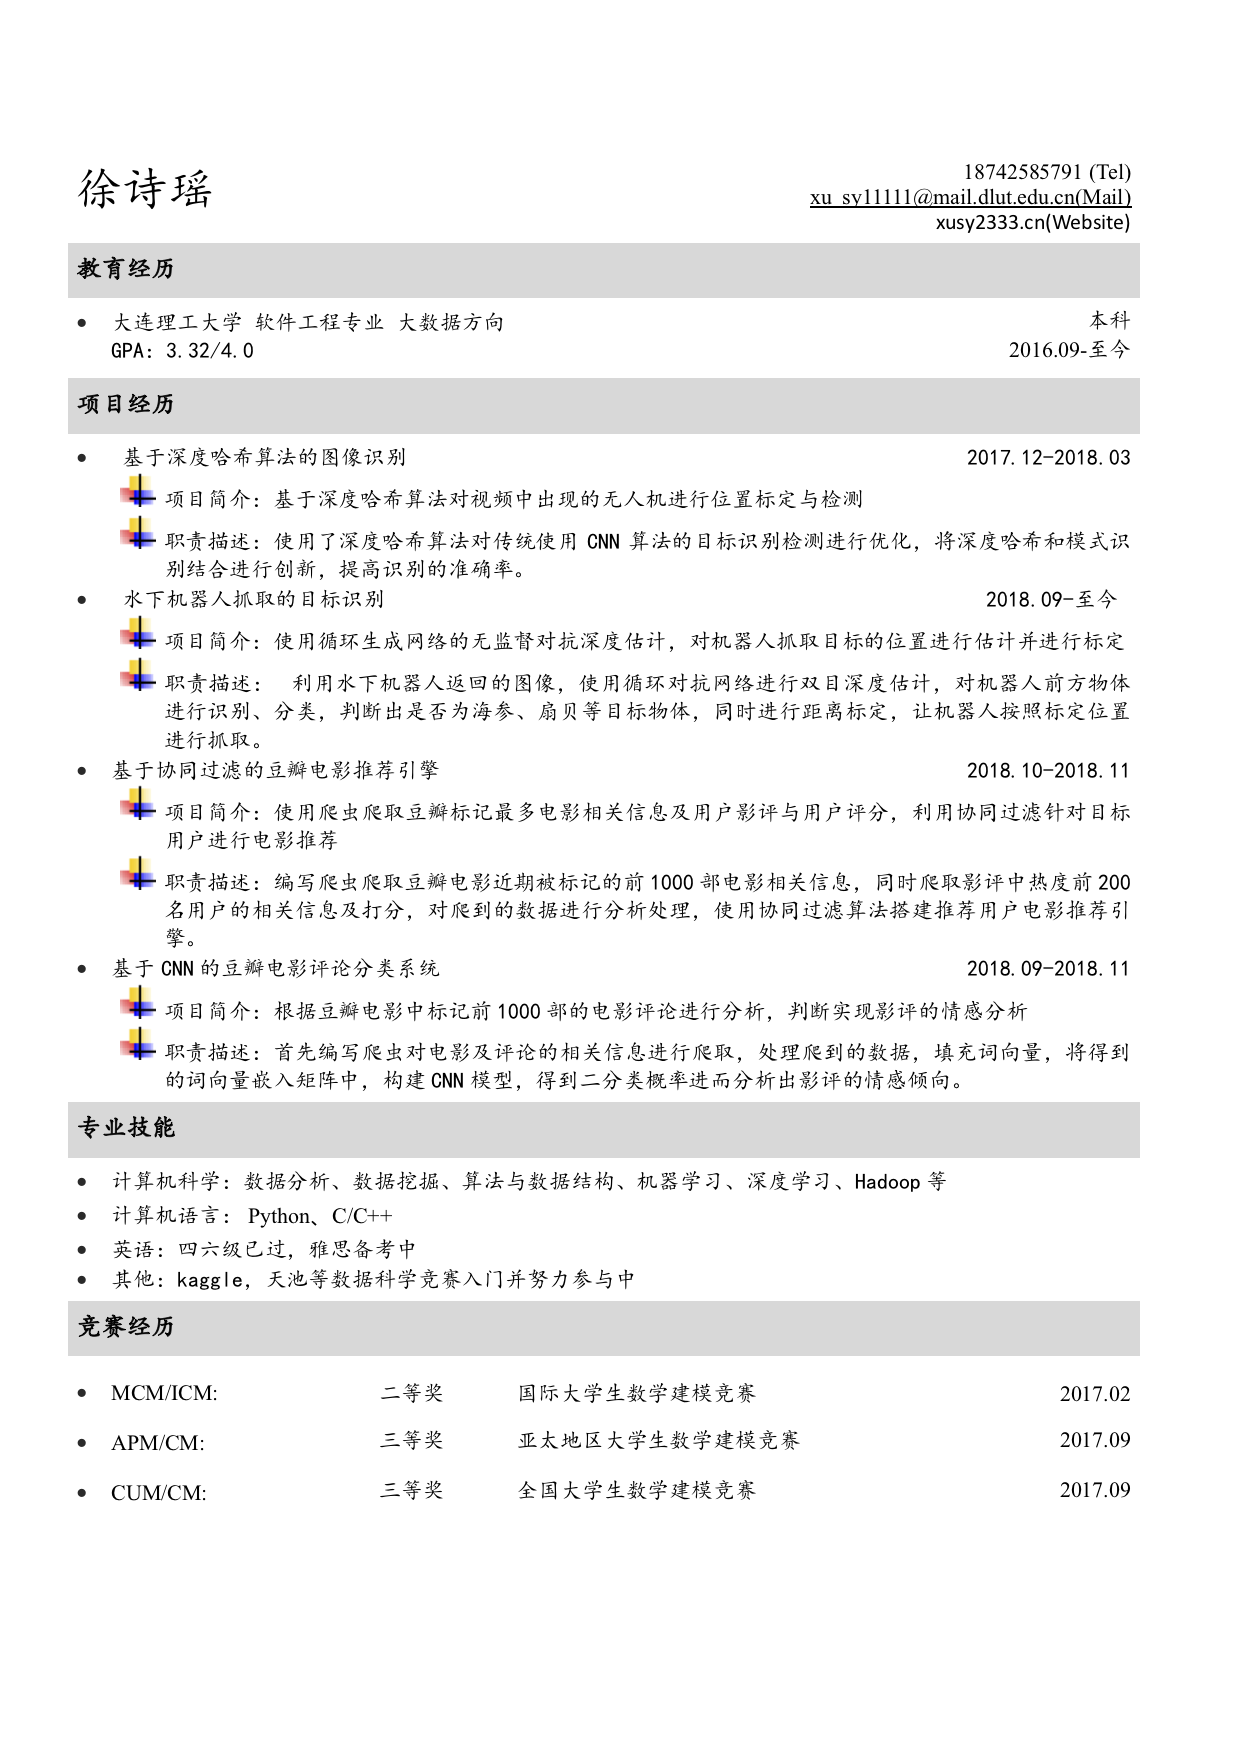 徐诗瑶
18742585791 (Tel)
xu_sy11111@mail.dlut.edu.cn(Mail)
xusy2333.cn(Website)
教育经历
• 大连理工大学 软件工程专业 大数据方向 本科
GPA：3.32/4.0 2016.09-至今
项目经历
• 基于深度哈希算法的图像识别 2017.12-2018.03
项目简介：基于深度哈希算法对视频中出现的无人机进行位置标定与检测
职责描述：使用了深度哈希算法对传统使用 CNN 算法的目标识别检测进行优化，将深度哈希和模式识
别结合进行创新，提高识别的准确率。
• 水下机器人抓取的目标识别 2018.09-至今
项目简介：使用循环生成网络的无监督对抗深度估计，对机器人抓取目标的位置进行估计并进行标定
职责描述： 利用水下机器人返回的图像，使用循环对抗网络进行双目深度估计，对机器人前方物体
进行识别、分类，判断出是否为海参、扇贝等目标物体，同时进行距离标定，让机器人按照标定位置
进行抓取。
• 基于协同过滤的豆瓣电影推荐引擎 2018.10-2018.11
项目简介：使用爬虫爬取豆瓣标记最多电影相关信息及用户影评与用户评分，利用协同过滤针对目标
用户进行电影推荐
职责描述：编写爬虫爬取豆瓣电影近期被标记的前 1000 部电影相关信息，同时爬取影评中热度前 200
名用户的相关信息及打分，对爬到的数据进行分析处理，使用协同过滤算法搭建推荐用户电影推荐引
擎。
• 基于 CNN 的豆瓣电影评论分类系统 2018.09-2018.11
项目简介：根据豆瓣电影中标记前 1000 部的电影评论进行分析，判断实现影评的情感分析
职责描述：首先编写爬虫对电影及评论的相关信息进行爬取，处理爬到的数据，填充词向量，将得到
的词向量嵌入矩阵中，构建 CNN 模型，得到二分类概率进而分析出影评的情感倾向。
专业技能
• 计算机科学：数据分析、数据挖掘、算法与数据结构、机器学习、深度学习、Hadoop 等
• 计算机语言： Python、C/C++
• 英语：四六级已过，雅思备考中
• 其他：kaggle，天池等数据科学竞赛入门并努力参与中
竞赛经历
• MCM/ICM: 二等奖 国际大学生数学建模竞赛 2017.02
• APM/CM: 三等奖 亚太地区大学生数学建模竞赛 2017.09
• CUM/CM: 三等奖 全国大学生数学建模竞赛 2017.09